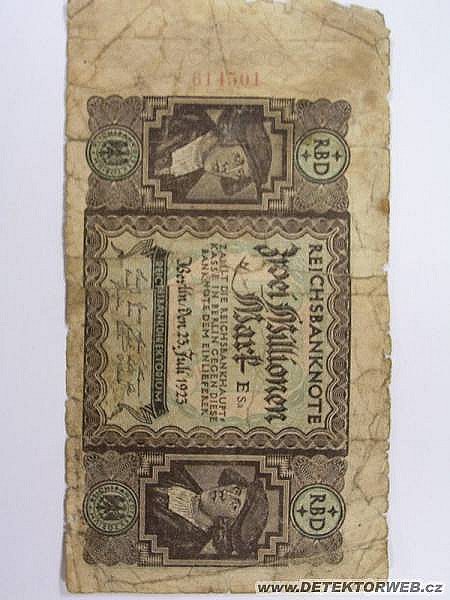 614501
REICHSBANKNOTE
RBD
RBD
Zwei Millionen
Mark
E Sa
ZAHLT DIE REICHSBANKHAUPT-
KASSE IN BERLIN GEGEN DIESE
BANKNOTE DEM EINLIEFERER
Berlin, den 23. Juli 1923
REICHSBANKDIREKTORIUM
www.DETEKTORWEB.cz